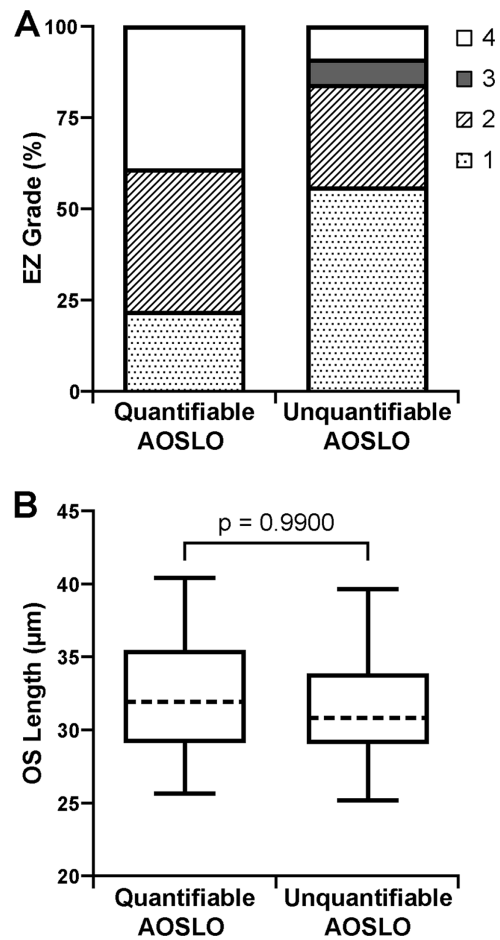 A
EZ Grade (%)
100
75
50
25
0
4
3
2
1
Quantifiable
AOSLO
Unquantifiable
AOSLO
B
OS Length (µm)
45
40
35
30
25
20
p = 0.9900
Quantifiable
AOSLO
Unquantifiable
AOSLO